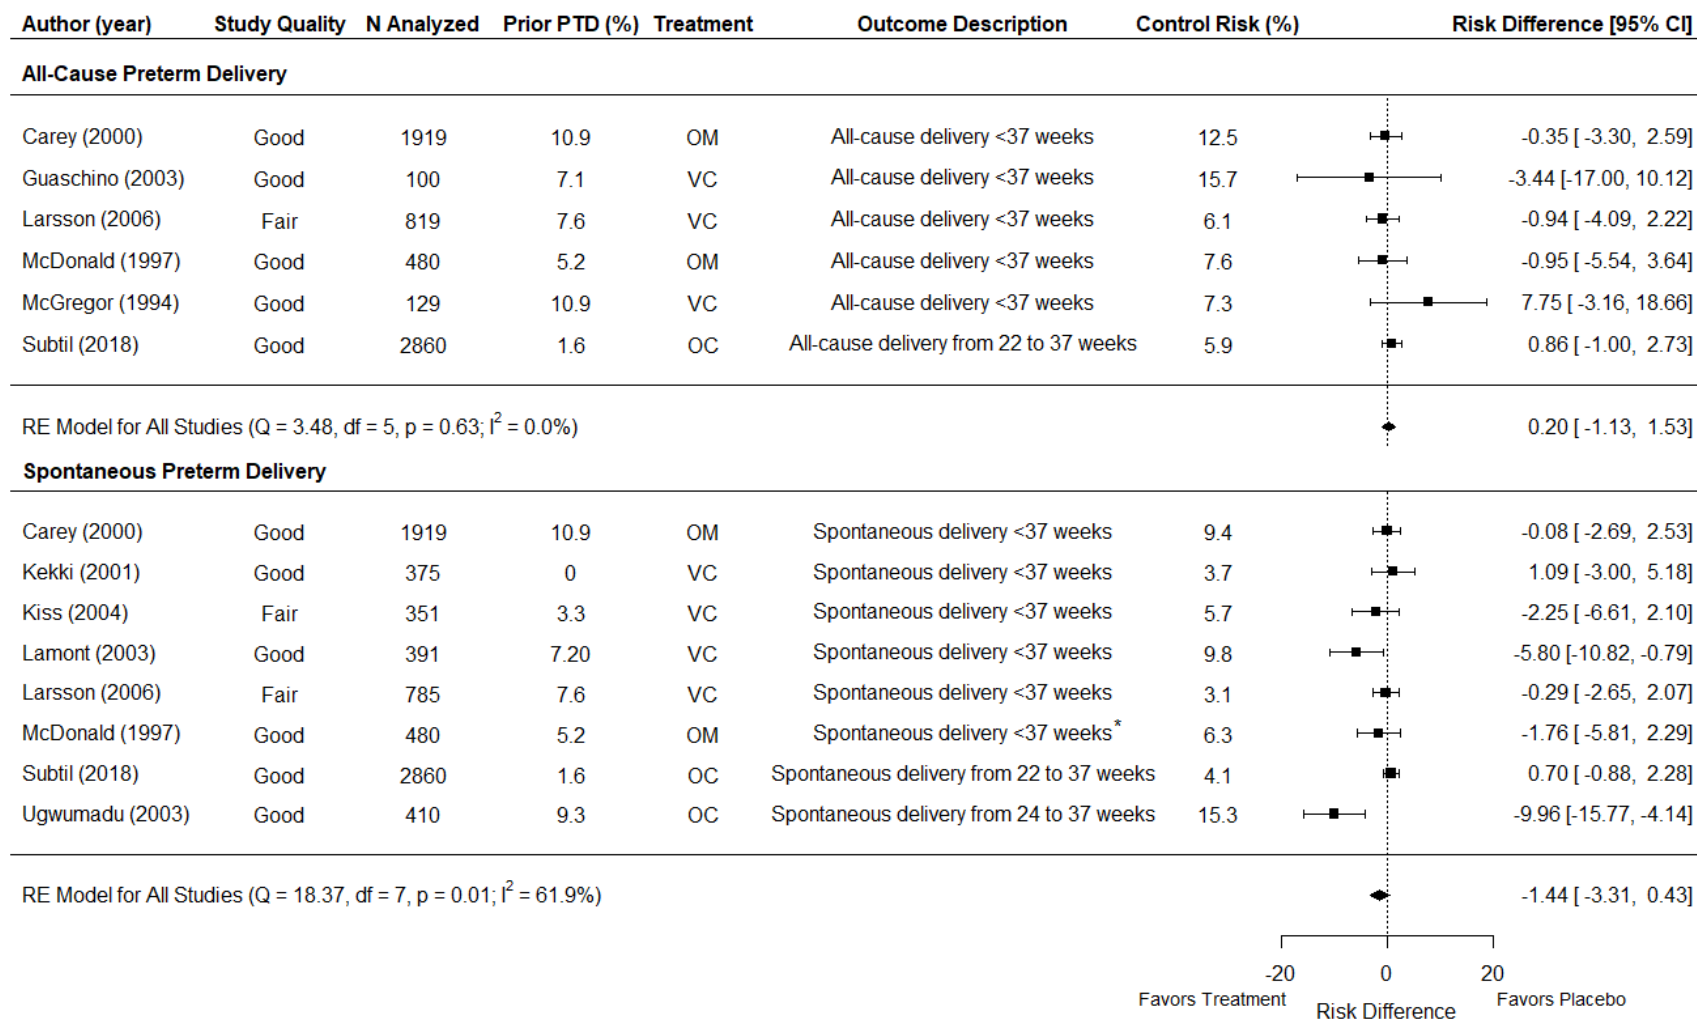 Author (year) Study Quality N Analyzed Prior PTD (%) Treatment Outcome Description Control Risk (%) Risk Difference [95% CI]
All-Cause Preterm Delivery
Carey (2000) Good 1919 10.9 OM All-cause delivery <37 weeks 12.5 -0.35 [ -3.30, 2.59]
Guaschino (2003) Good 100 7.1 VC All-cause delivery <37 weeks 15.7 -3.44 [-17.00, 10.12]
Larsson (2006) Fair 819 7.6 VC All-cause delivery <37 weeks 6.1 -0.94 [ -4.09, 2.22]
McDonald (1997) Good 480 5.2 OM All-cause delivery <37 weeks 7.6 -0.95 [ -5.54, 3.64]
McGregor (1994) Good 129 10.9 VC All-cause delivery <37 weeks 7.3 7.75 [ -3.16, 18.66]
Subtil (2018) Good 2860 1.6 OC All-cause delivery from 22 to 37 weeks 5.9 0.86 [ -1.00, 2.73]
RE Model for All Studies (Q = 3.48, df = 5, p = 0.63; I² = 0.0%) 0.20 [ -1.13, 1.53]
Spontaneous Preterm Delivery
Carey (2000) Good 1919 10.9 OM Spontaneous delivery <37 weeks 9.4 -0.08 [ -2.69, 2.53]
Kekki (2001) Good 375 0 VC Spontaneous delivery <37 weeks 3.7 1.09 [ -3.00, 5.18]
Kiss (2004) Fair 351 3.3 VC Spontaneous delivery <37 weeks 5.7 -2.25 [ -6.61, 2.10]
Lamont (2003) Good 391 7.20 VC Spontaneous delivery <37 weeks 9.8 -5.80 [-10.82, -0.79]
Larsson (2006) Fair 785 7.6 VC Spontaneous delivery <37 weeks 3.1 -0.29 [ -2.65, 2.07]
McDonald (1997) Good 480 5.2 OM Spontaneous delivery <37 weeks* 6.3 -1.76 [ -5.81, 2.29]
Subtil (2018) Good 2860 1.6 OC Spontaneous delivery from 22 to 37 weeks 4.1 0.70 [ -0.88, 2.28]
Ugwumadu (2003) Good 410 9.3 OC Spontaneous delivery from 24 to 37 weeks 15.3 -9.96 [-15.77, -4.14]
RE Model for All Studies (Q = 18.37, df = 7, p = 0.01; I² = 61.9%) -1.44 [ -3.31, 0.43]
-20 0 20
Favors Treatment Risk Difference Favors Placebo